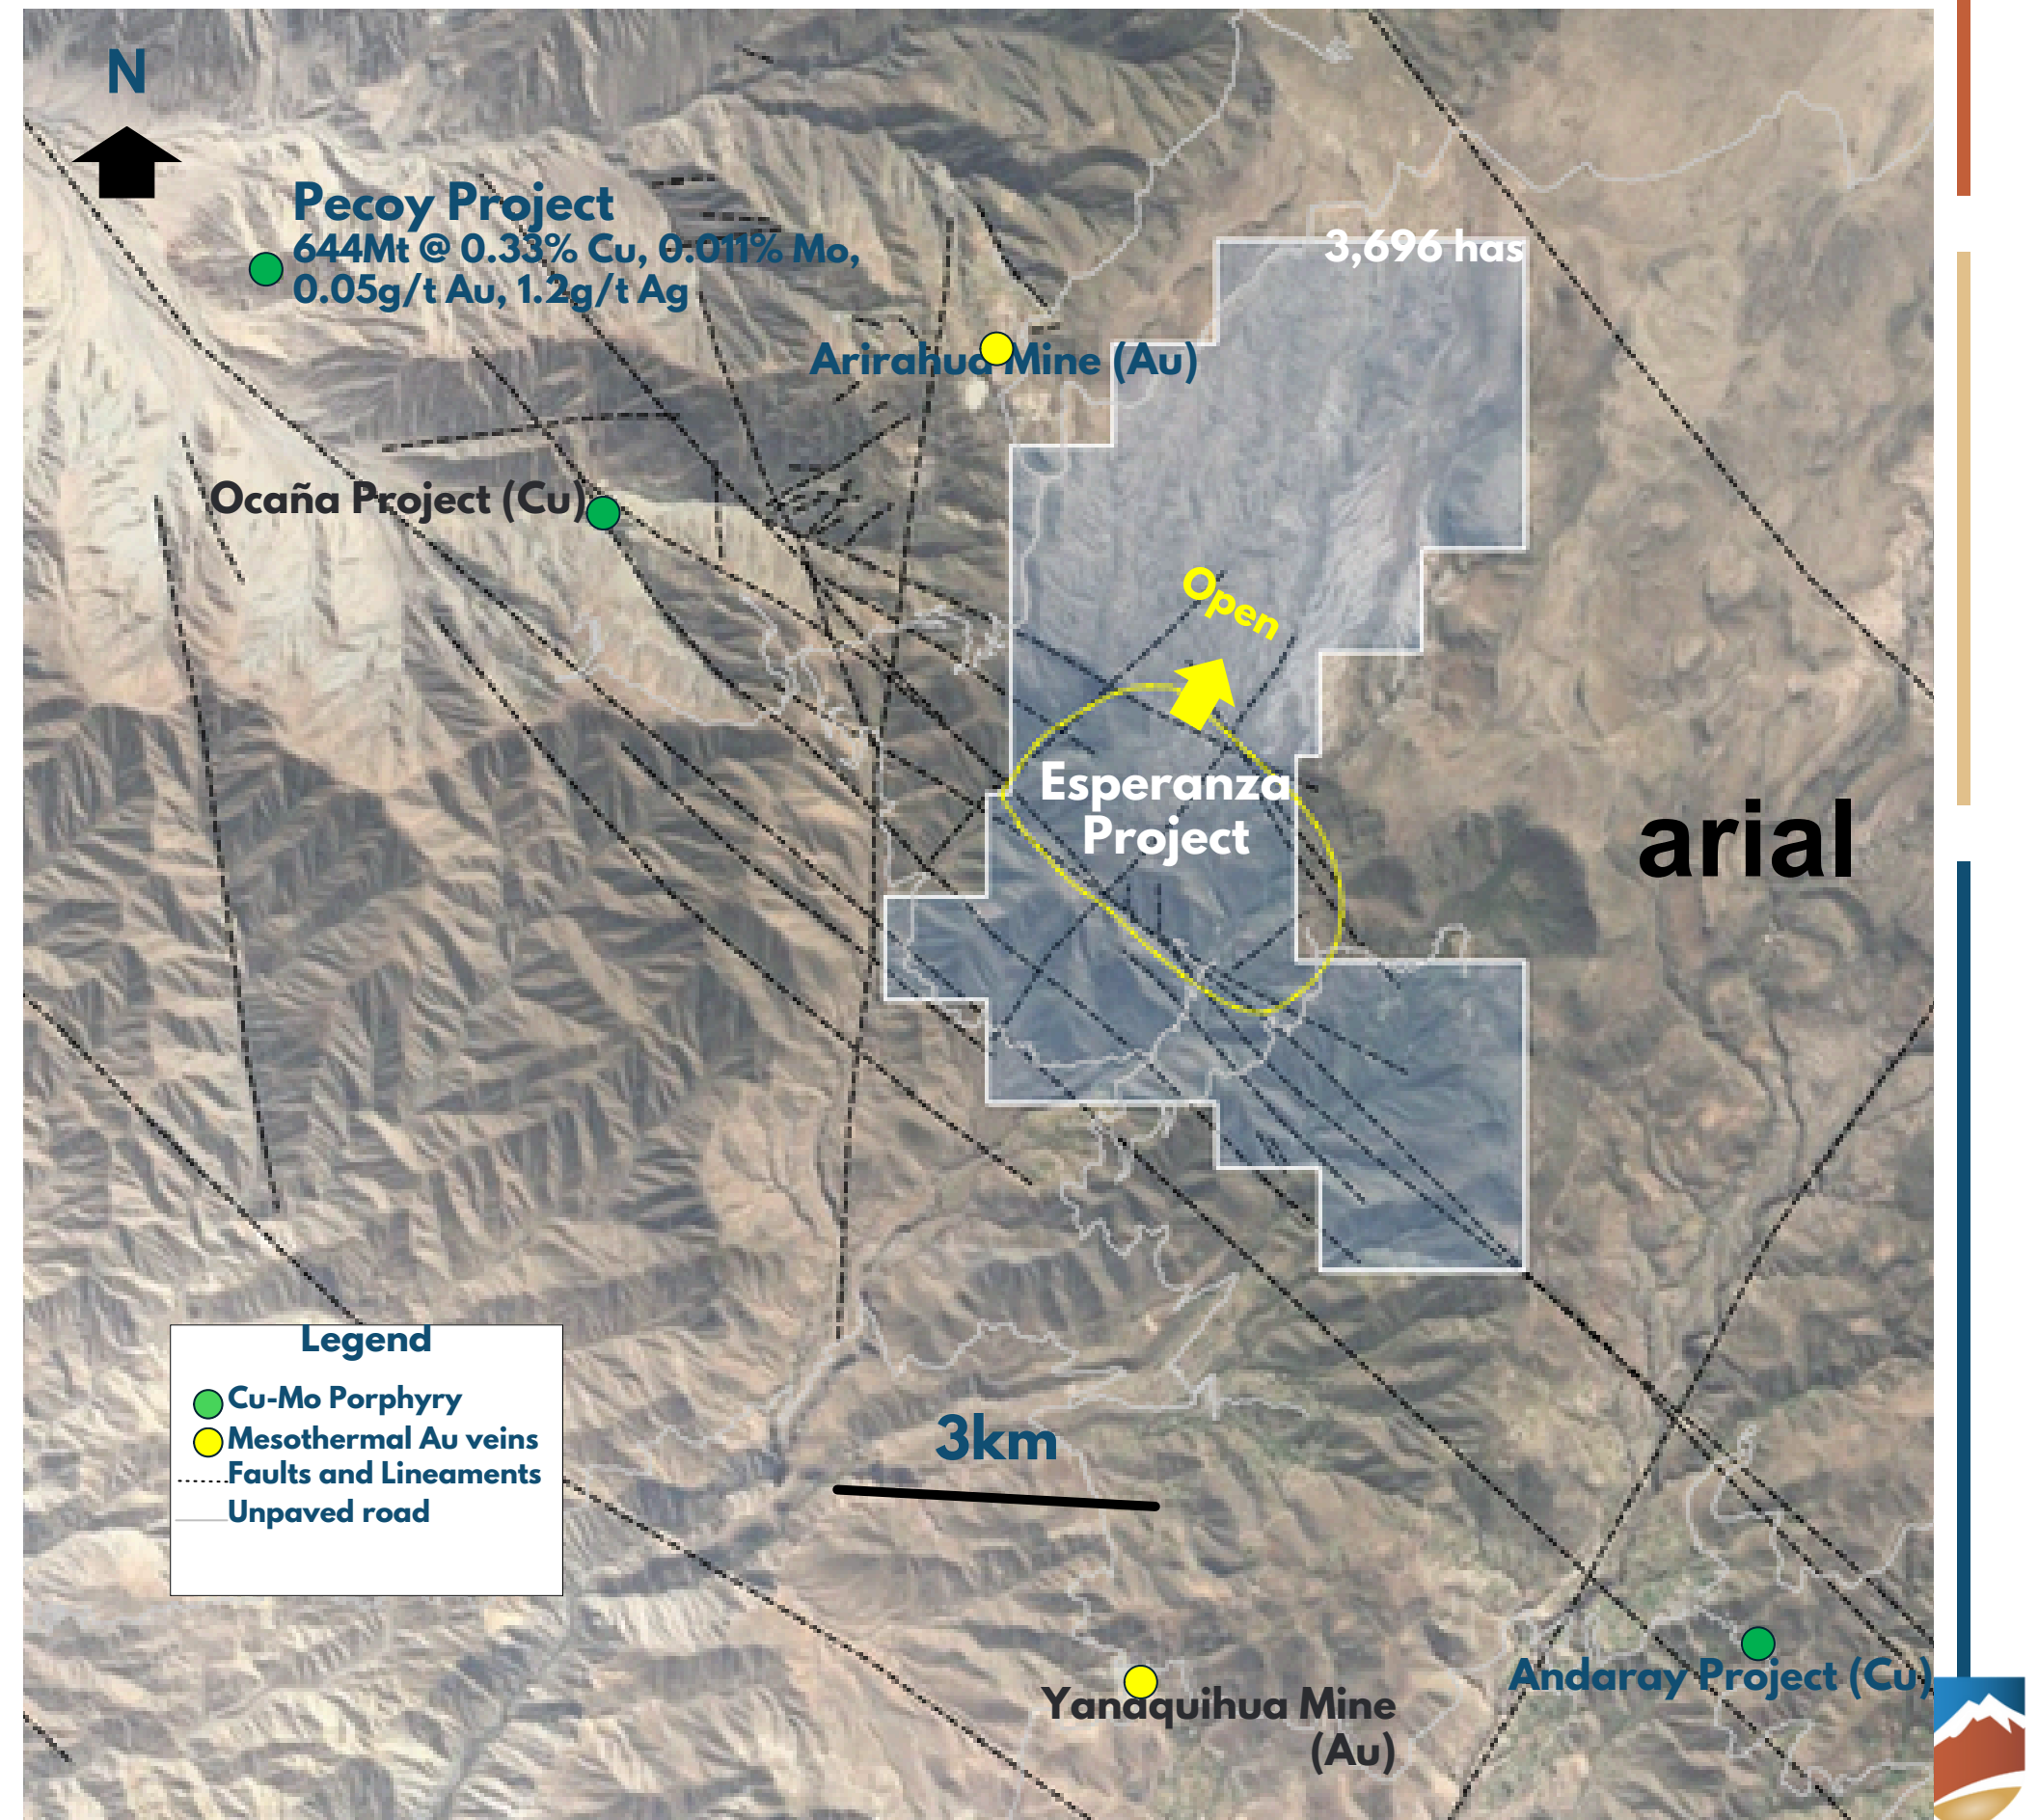 N
Pecoy Project
644Mt @ 0.33% Cu, 0.011% Mo,
0.05g/t Au, 1.2g/t Ag
3,696 has
Arirahua Mine (Au)
Ocaña Project (Cu)
Open
Esperanza
Project
arial
Legend
Cu-Mo Porphyry
Mesothermal Au veins
Faults and Lineaments
Unpaved road
3km
Andaray Project (Cu)
Yanaquihua Mine
(Au)